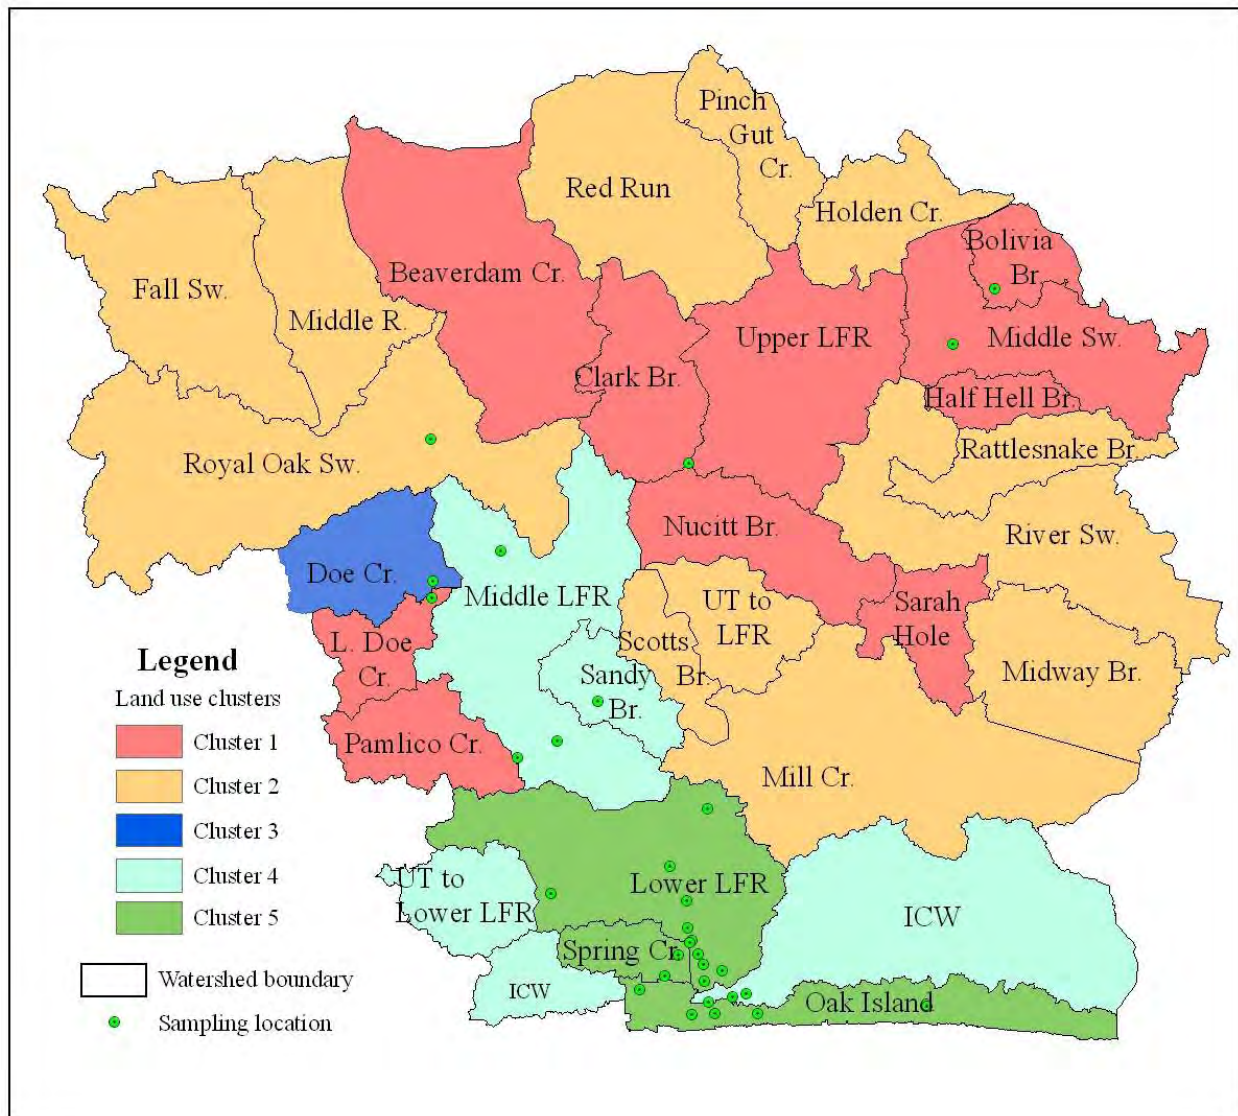 Pinch
Gut
Cr.
Red Run
Holden Cr.
Bolivia
Br.
Beaverdam Cr.
Fall Sw.
Middle R.
Upper LFR
Middle Sw.
Clark Br.
Half Hell Br.
Rattlesnake Br.
Royal Oak Sw.
Nucitt Br.
River Sw.
Doe Cr.
Middle LFR
UT to
LFR
Sarah
Hole
Scotts
Br.
L. Doe
Cr.
Sandy
Br.
Midway Br.
Pamlico Cr.
Mill Cr.
Legend
Land use clusters
Cluster 1
Cluster 2
Cluster 3
Cluster 4
Cluster 5
Watershed boundary
Sampling location
UT to
Lower LFR
Lower LFR
ICW
Spring Cr.
ICW
Oak Island